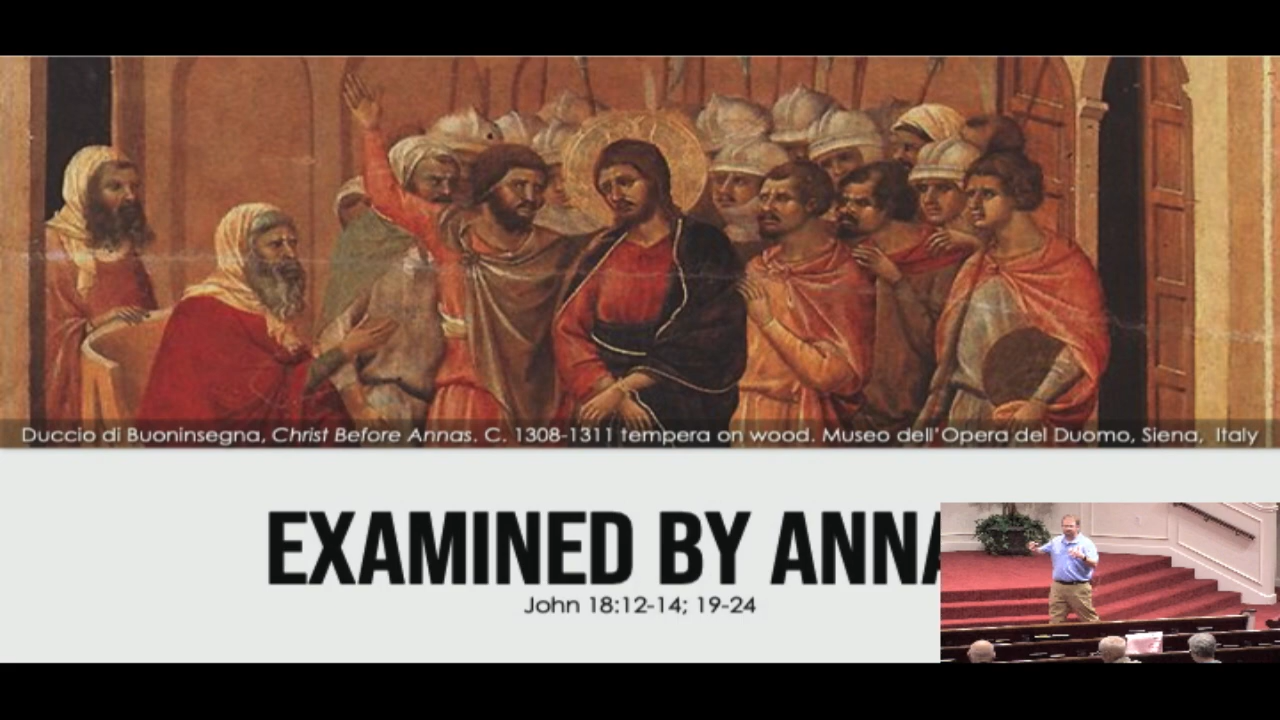 Duccio di Buoninsegna, Christ Before Annas. C. 1308-1311 tempera on wood. Museo dell'Opera del Duomo, Siena, Italy
EXAMINED BY
John 18:12-14; 19-24